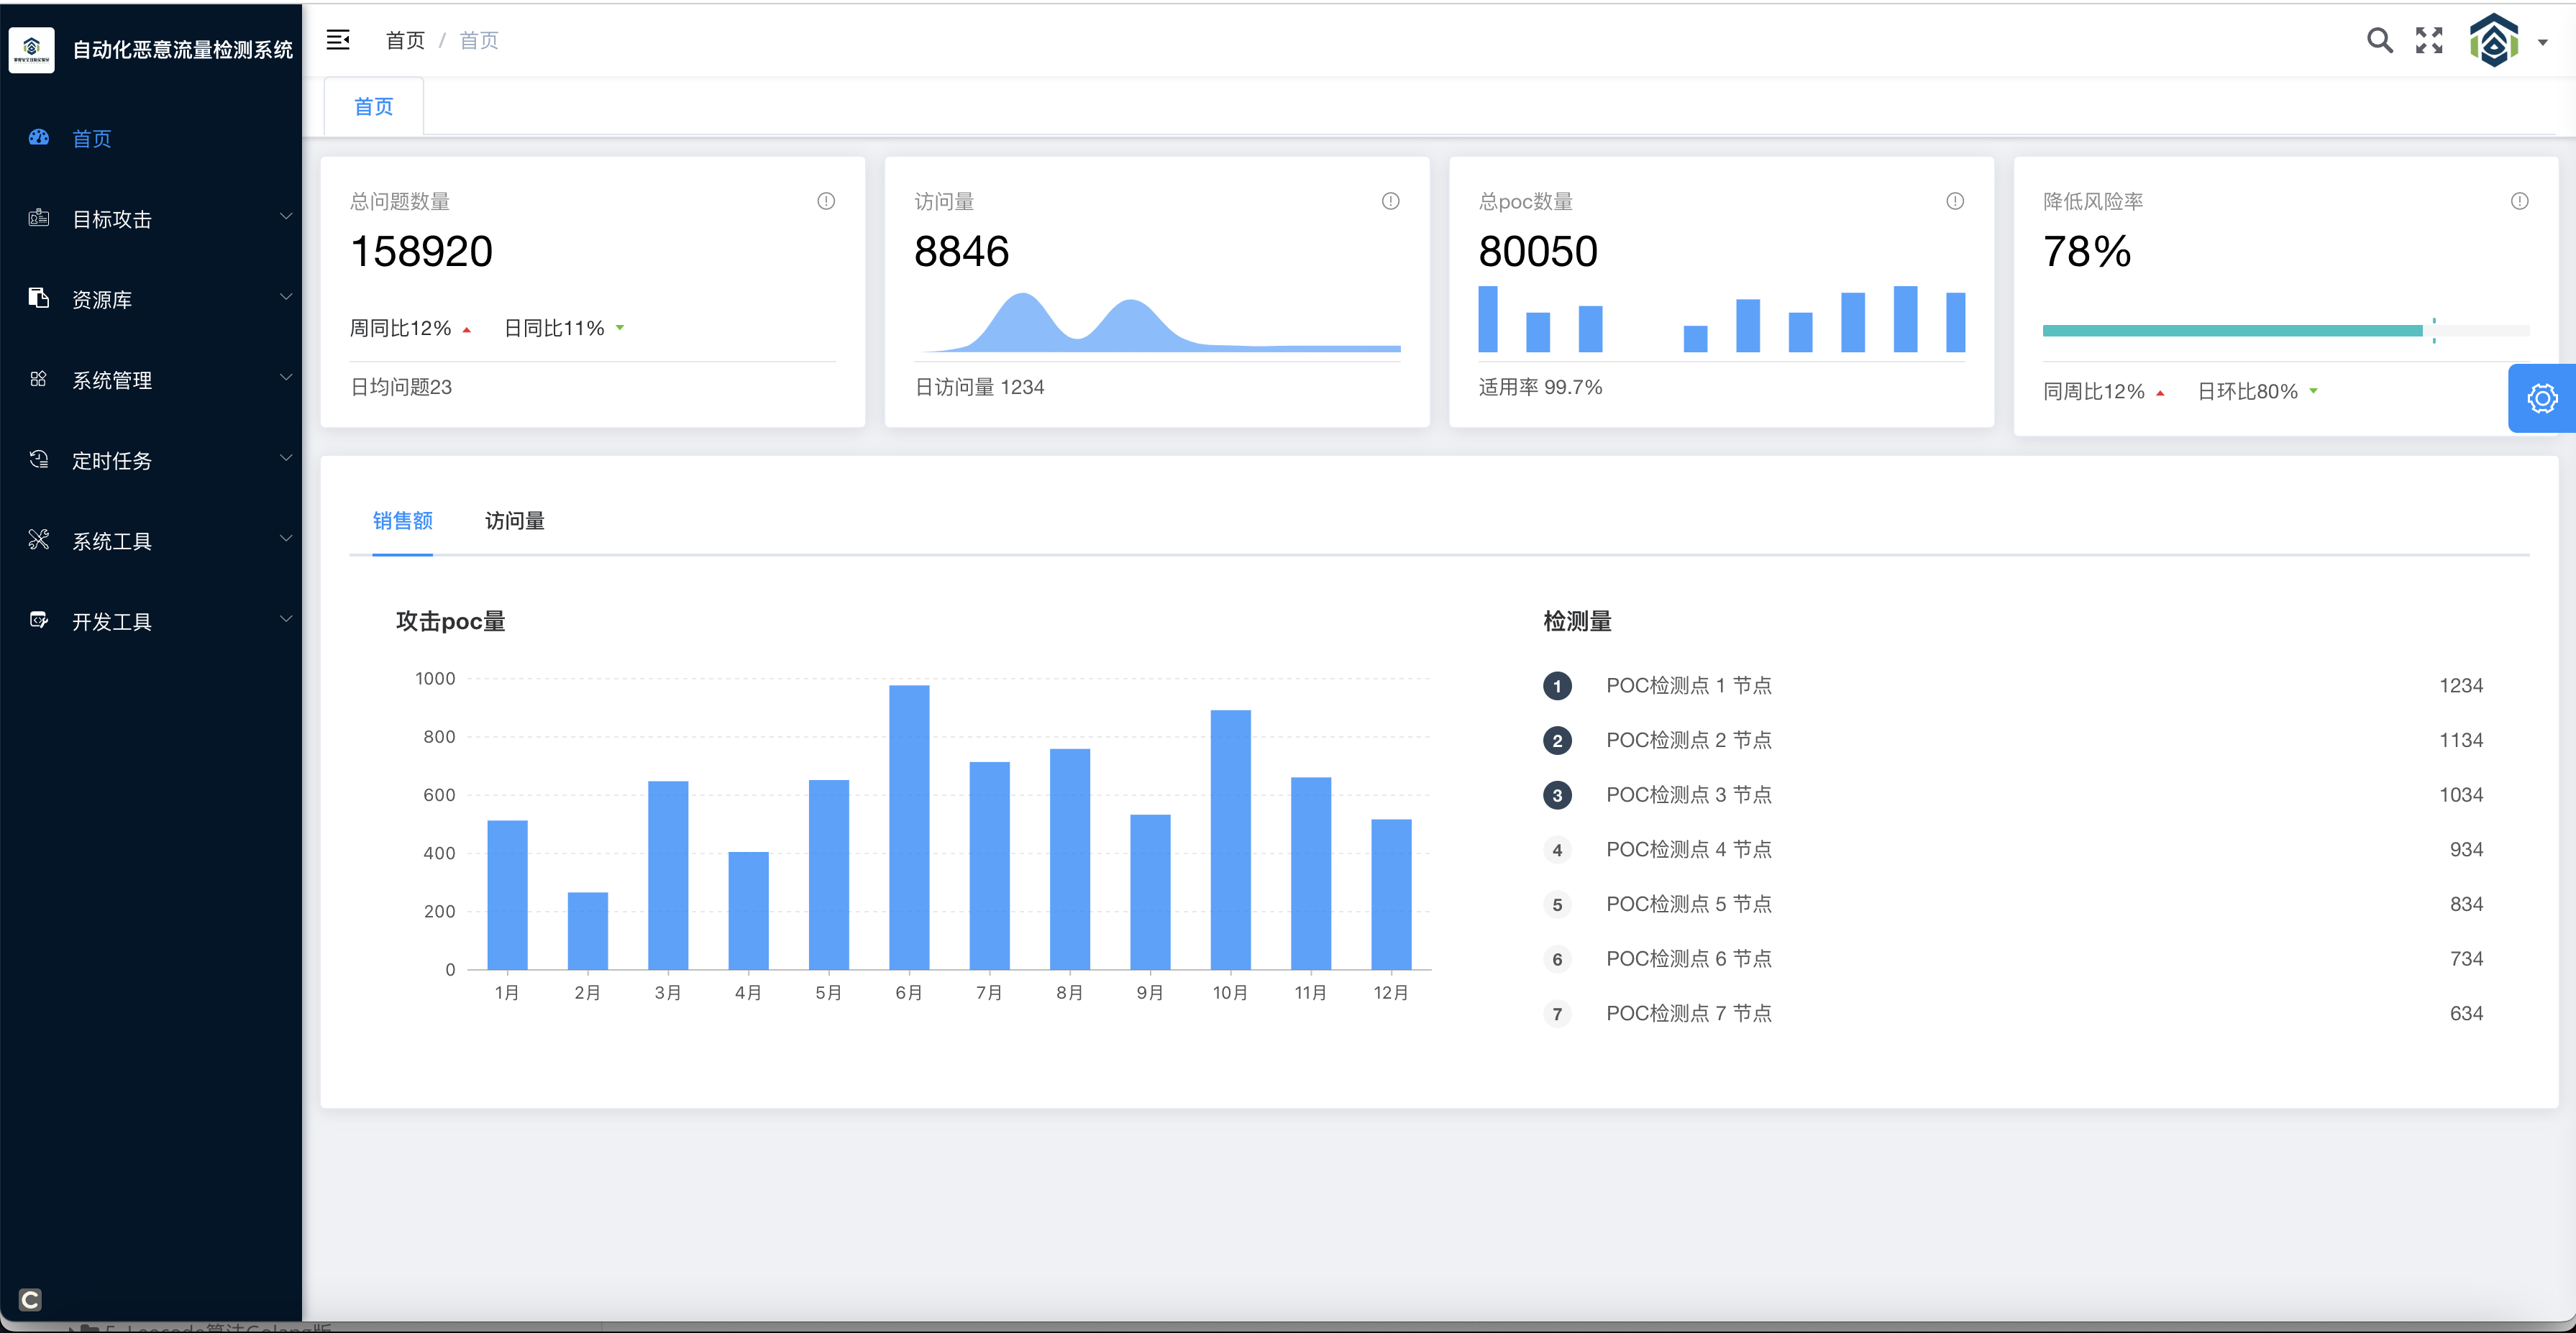 自动化恶意流量检测系统
首页
目标攻击
资源库
系统管理
定时任务
系统工具
开发工具
首页 / 首页
首页
总问题数量
158920
周同比12% 日同比11%
日均问题23
访问量
8846
日访问量 1234
总poc数量
80050
适用率 99.7%
降低风险率
78%
同周比12% 日环比80%
销售额 访问量
攻击poc量
1000
800
600
400
200
0
1月 2月 3月 4月 5月 6月 7月 8月 9月 10月 11月 12月
检测量
1 POC检测点 1 节点 1234
2 POC检测点 2 节点 1134
3 POC检测点 3 节点 1034
4 POC检测点 4 节点 934
5 POC检测点 5 节点 834
6 POC检测点 6 节点 734
7 POC检测点 7 节点 634
C